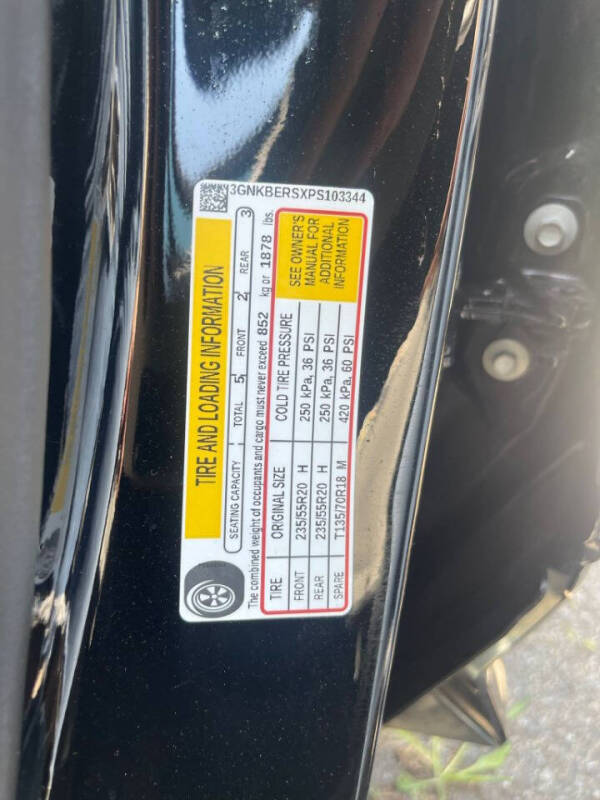 3GNKBERSXPS103344
TIRE AND LOADING INFORMATION
SEATING CAPACITY : TOTAL 5 FRONT 2 REAR 3
The combined weight of occupants and cargo must never exceed 852 kg or 1878 lbs.
TIRE ORIGINAL SIZE COLD TIRE PRESSURE
FRONT 235/55R20 H 250 kPa, 36 PSI
REAR 235/55R20 H 250 kPa, 36 PSI
SPARE T135/70R18 M 420 kPa, 60 PSI
SEE OWNER'S
MANUAL FOR
ADDITIONAL
INFORMATION